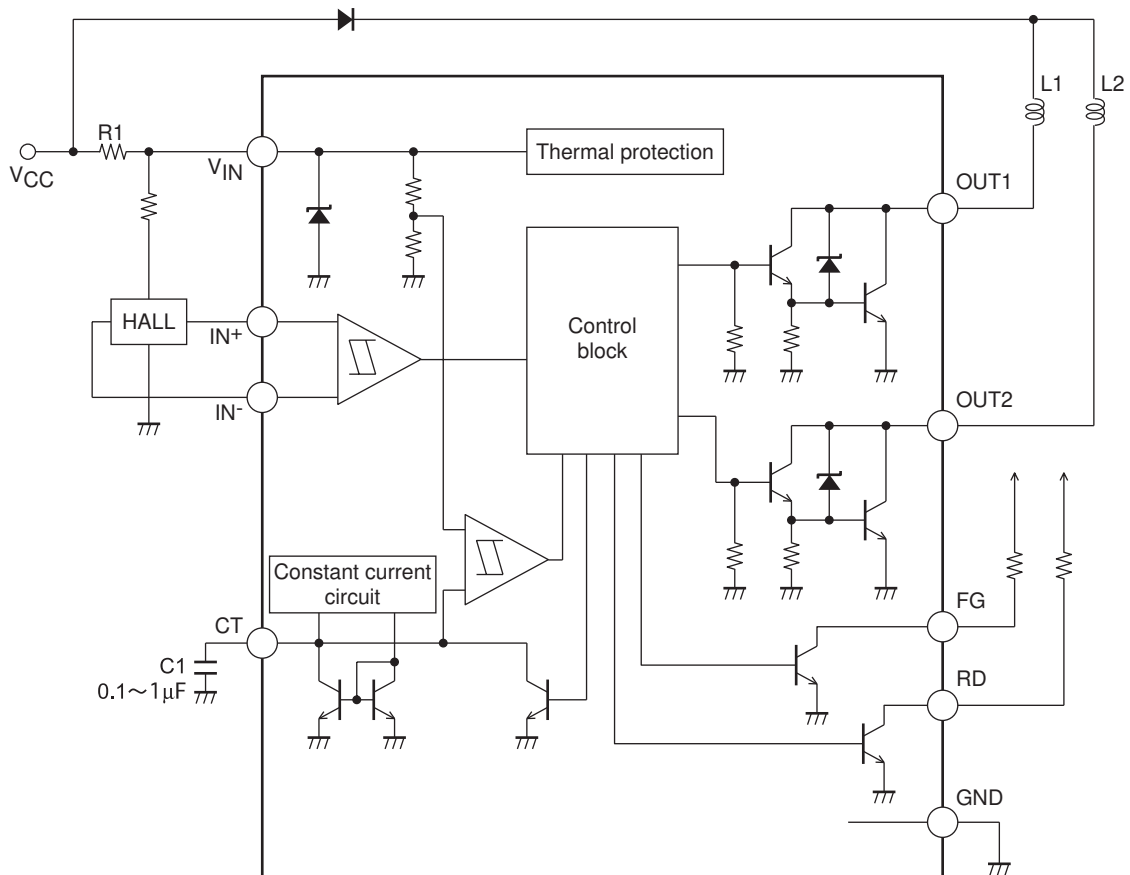 L1
L2
R1
VCC
VIN
Thermal protection
OUT1
HALL
IN+
IN-
Control
block
OUT2
Constant current
circuit
CT
C1
0.1～1μF
FG
RD
GND